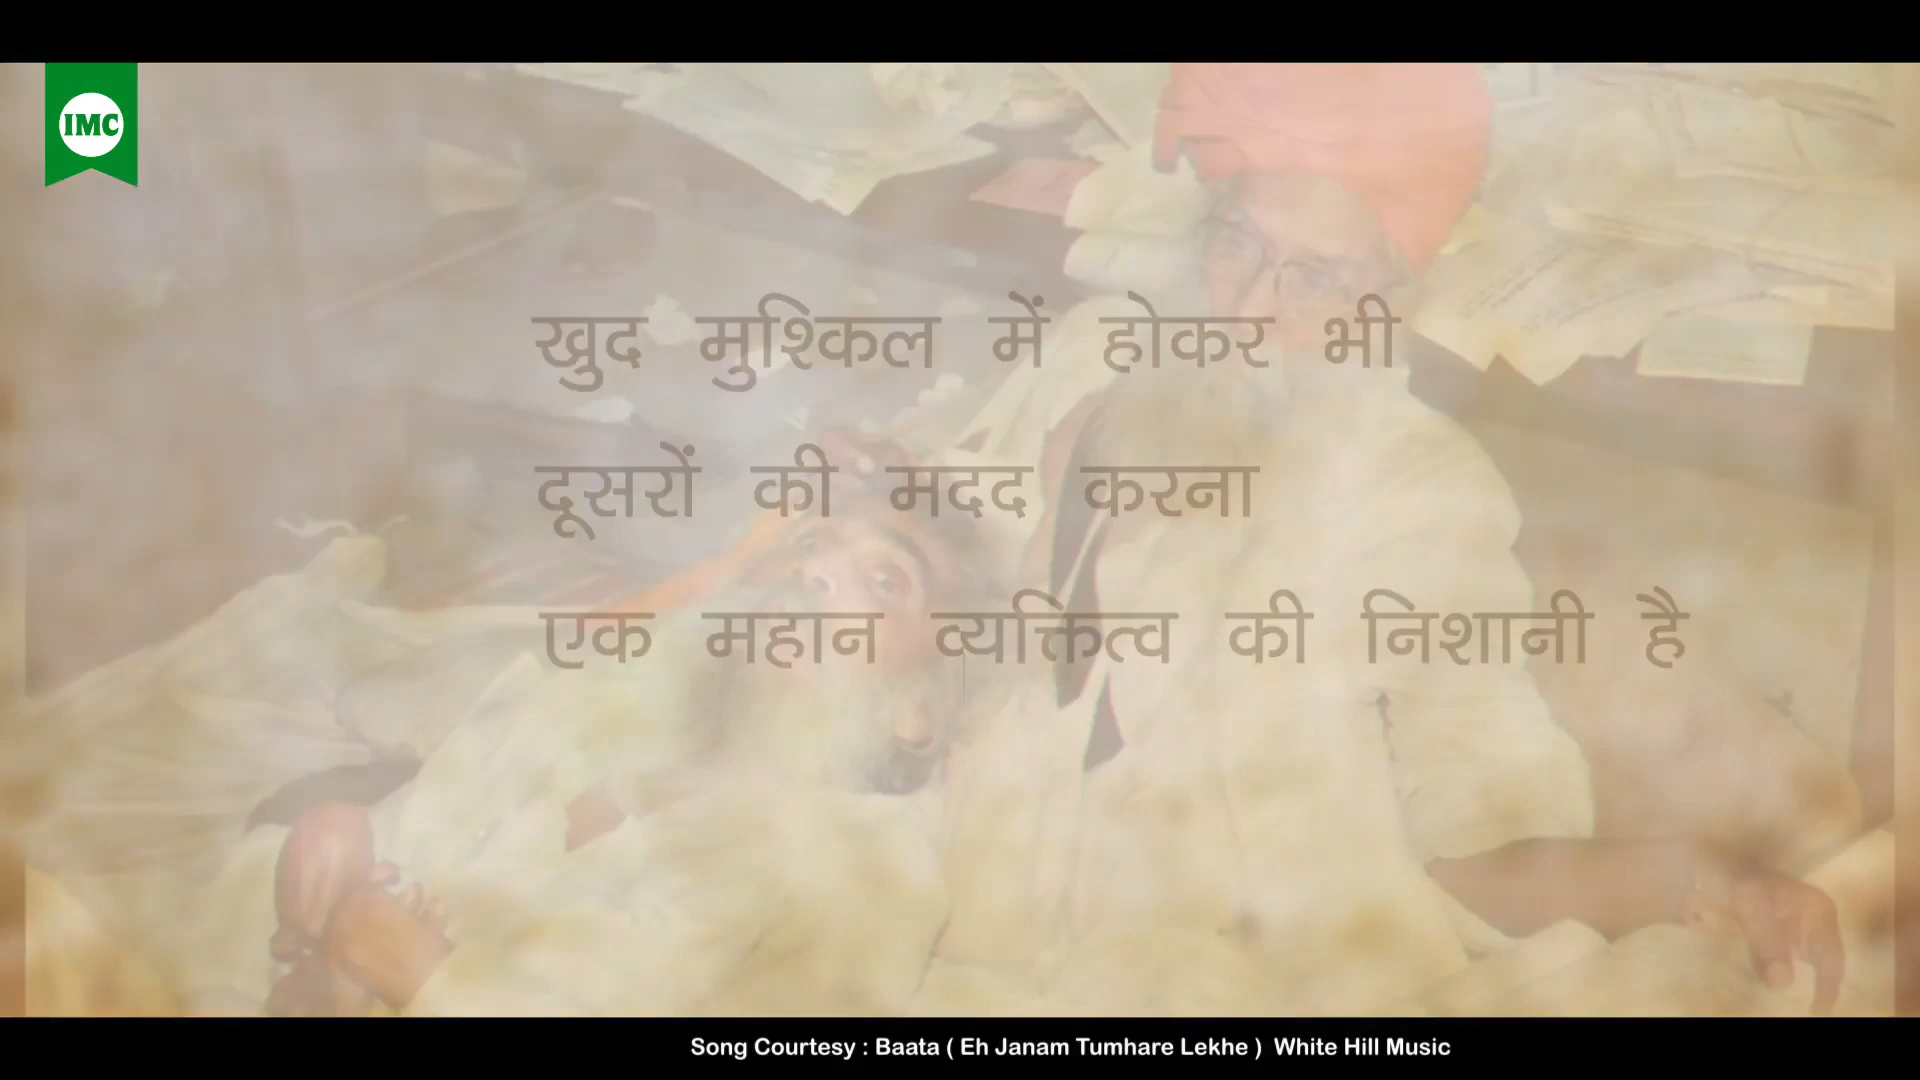 IMC
खुद मुश्किल में होकर भी
दूसरों की मदद करना
एक महान व्यक्तित्व की निशानी है
Song Courtesy : Baata ( Eh Janam Tumhare Lekhe ) White Hill Music